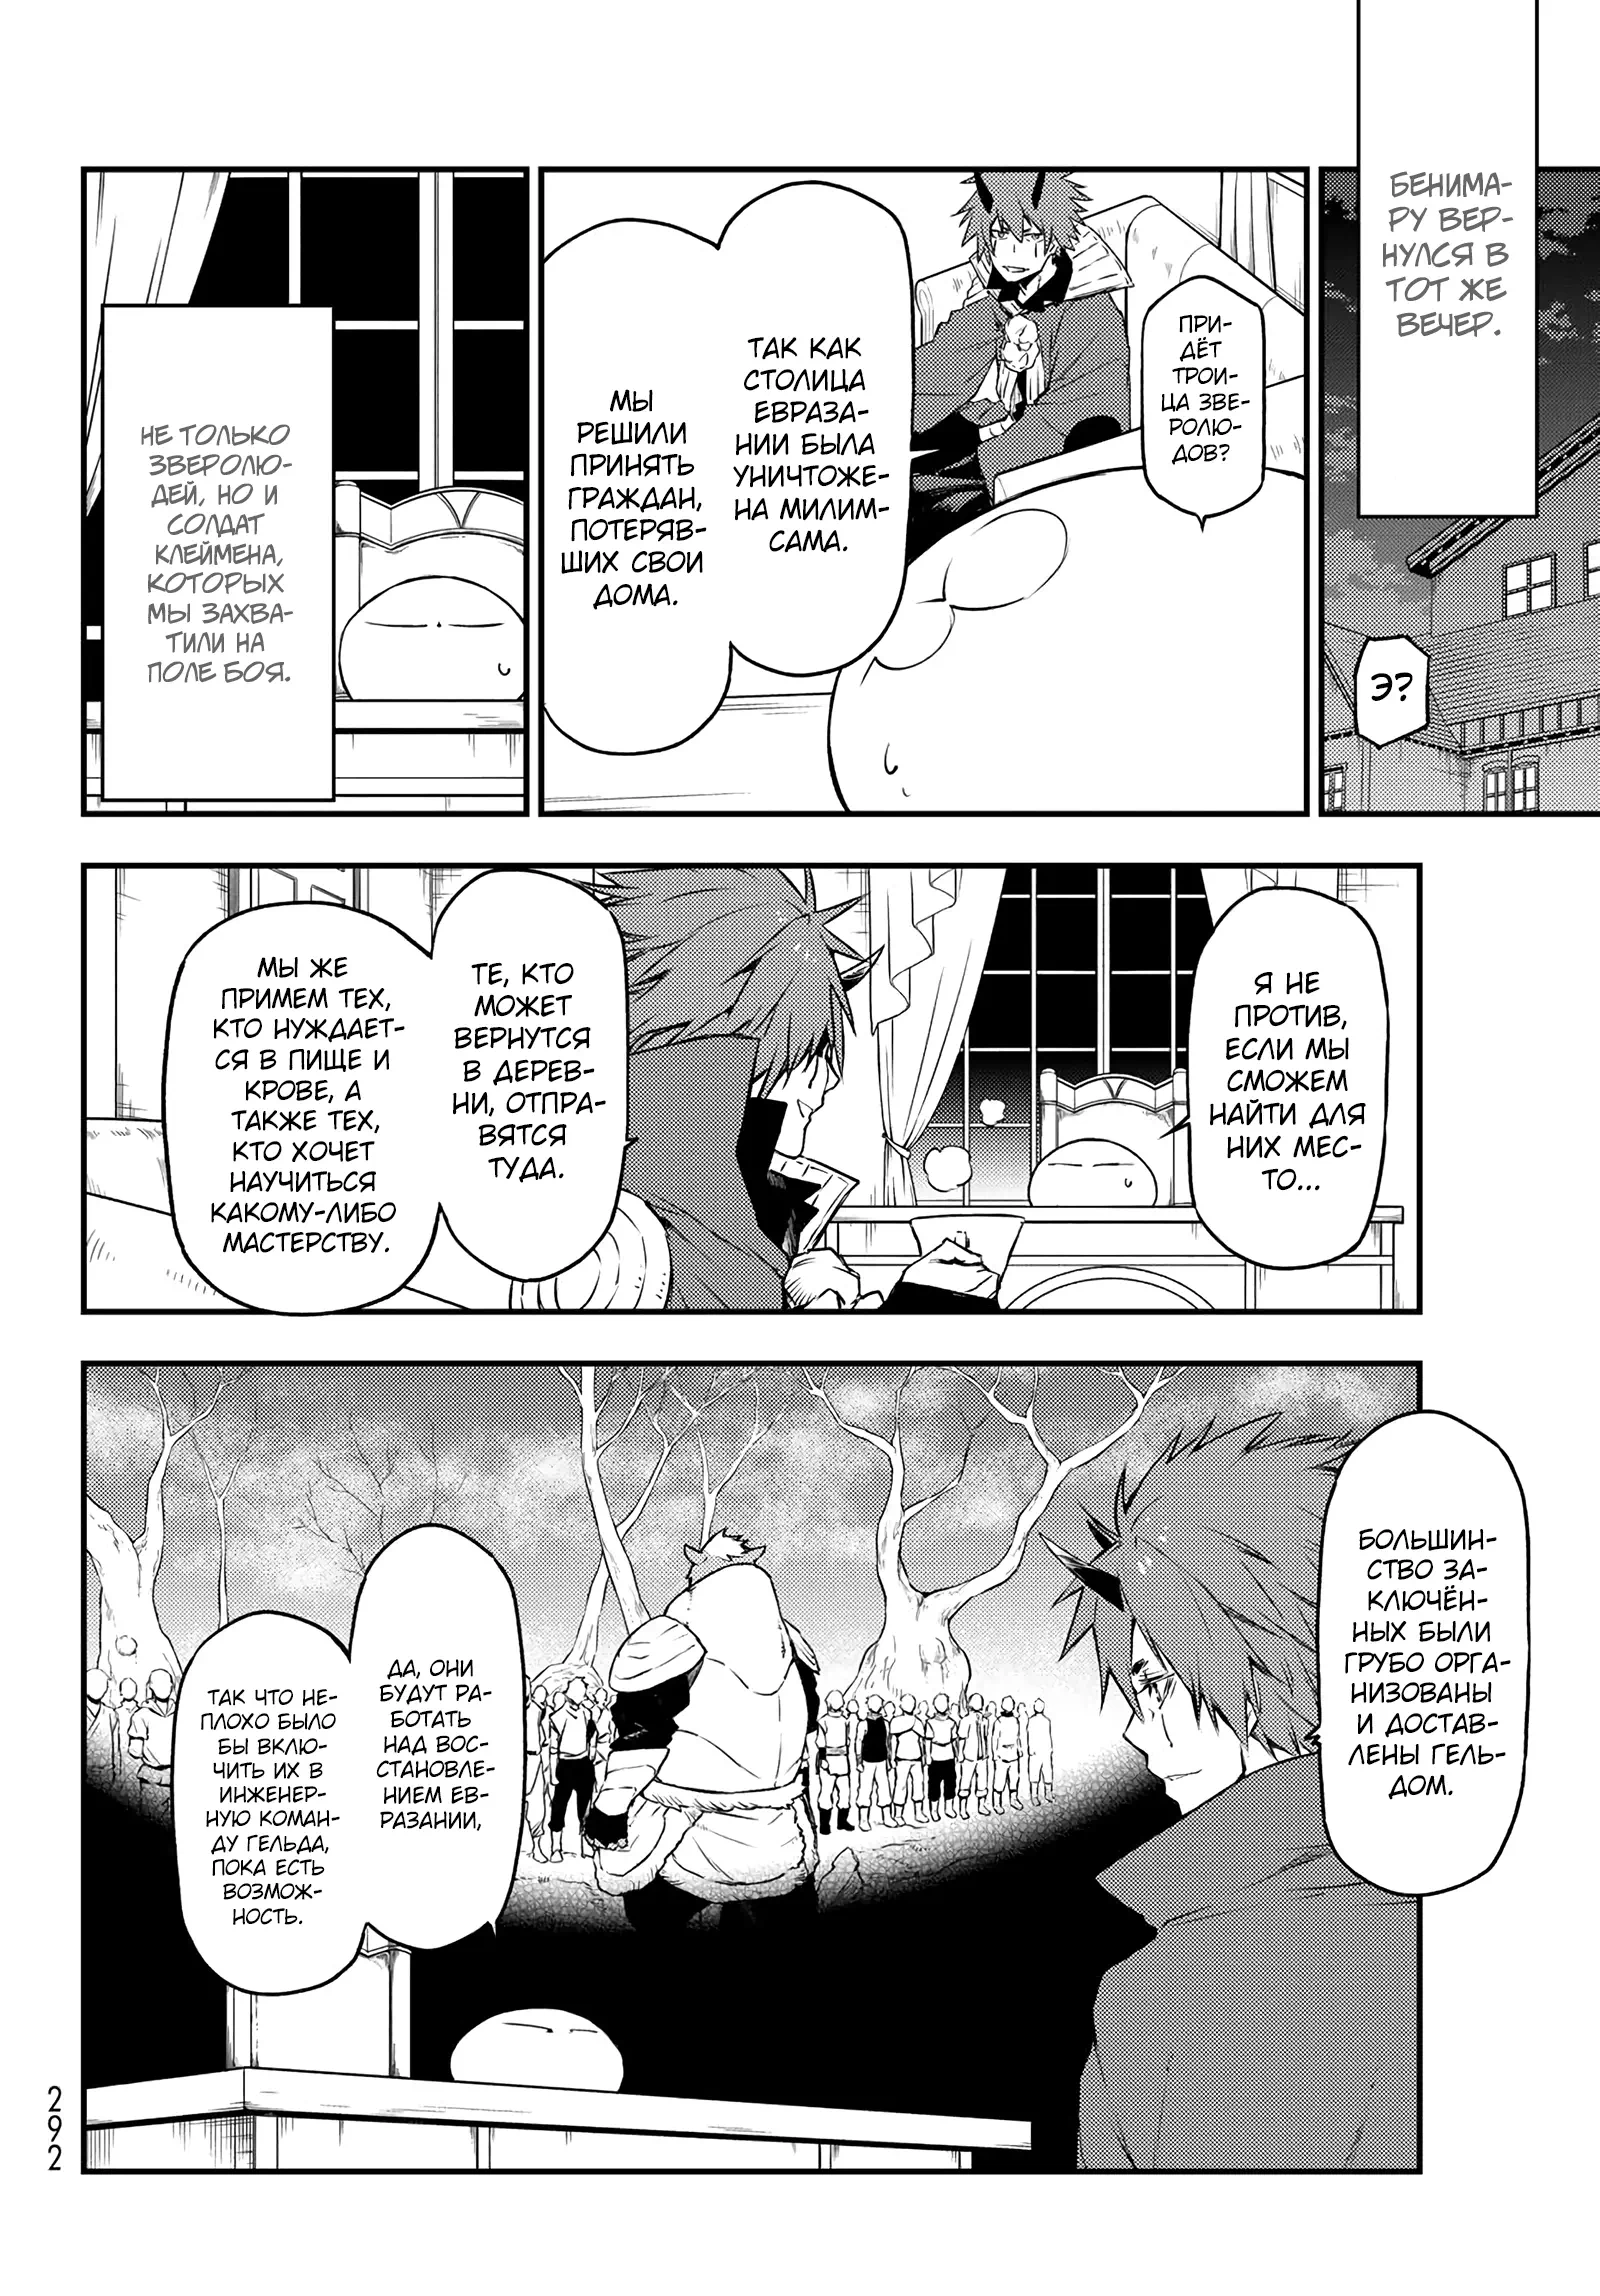 БЕНИМА-
РУ ВЕР-
НУЛСЯ В
ТОТ ЖЕ
ВЕЧЕР.
Э?
ПРИ-
ДЁТ
ТРОИ-
ЦА ЗВЕ-
РОЛЮ-
ДОВ?
ТАК КАК
СТОЛИЦА
ЕВРАЗА-
НИИ БЫЛА
УНИЧТОЖЕ-
НА МИЛИМ-
САМА.
МЫ
РЕШИЛИ
ПРИНЯТЬ
ГРАЖДАН,
ПОТЕРЯВ-
ШИХ СВОИ
ДОМА.
НЕ ТОЛЬКО
ЗВЕРОЛЮ-
ДЕЙ, НО И
СОЛДАТ
КЛЕЙМЕНА,
КОТОРЫХ
МЫ ЗАХВА-
ТИЛИ НА
ПОЛЕ БОЯ.
Я НЕ
ПРОТИВ,
ЕСЛИ МЫ
СМОЖЕМ
НАЙТИ ДЛЯ
НИХ МЕС-
ТО...
ТЕ, КТО
МОЖЕТ
ВЕРНУТСЯ
В ДЕРЕВ-
НИ, ОТПРА-
ВЯТСЯ
ТУДА.
МЫ ЖЕ
ПРИМЕМ ТЕХ,
КТО НУЖДАЕТ-
СЯ В ПИЩЕ И
КРОВЕ, А
ТАКЖЕ ТЕХ,
КТО ХОЧЕТ
НАУЧИТЬСЯ
КАКОМУ-ЛИБО
МАСТЕРСТВУ.
БОЛЬШИН-
СТВО ЗА-
КЛЮЧЁН-
НЫХ БЫЛИ
ГРУБО ОРГА-
НИЗОВАНЫ
И ДОСТАВ-
ЛЕНЫ ГЕЛЬ-
ДОМ.
ДА, ОНИ
БУДУТ РА-
БОТАТЬ
НАД ВОС-
СТАНОВЛЕ-
НИЕМ ЕВ-
РАЗАНИИ,
ТАК ЧТО НЕ-
ПЛОХО БЫЛО
БЫ ВКЛЮ-
ЧИТЬ ИХ В
ИНЖЕНЕР-
НУЮ КОМАН-
ДУ ГЕЛЬДА,
ПОКА ЕСТЬ
ВОЗМОЖ-
НОСТЬ.
292